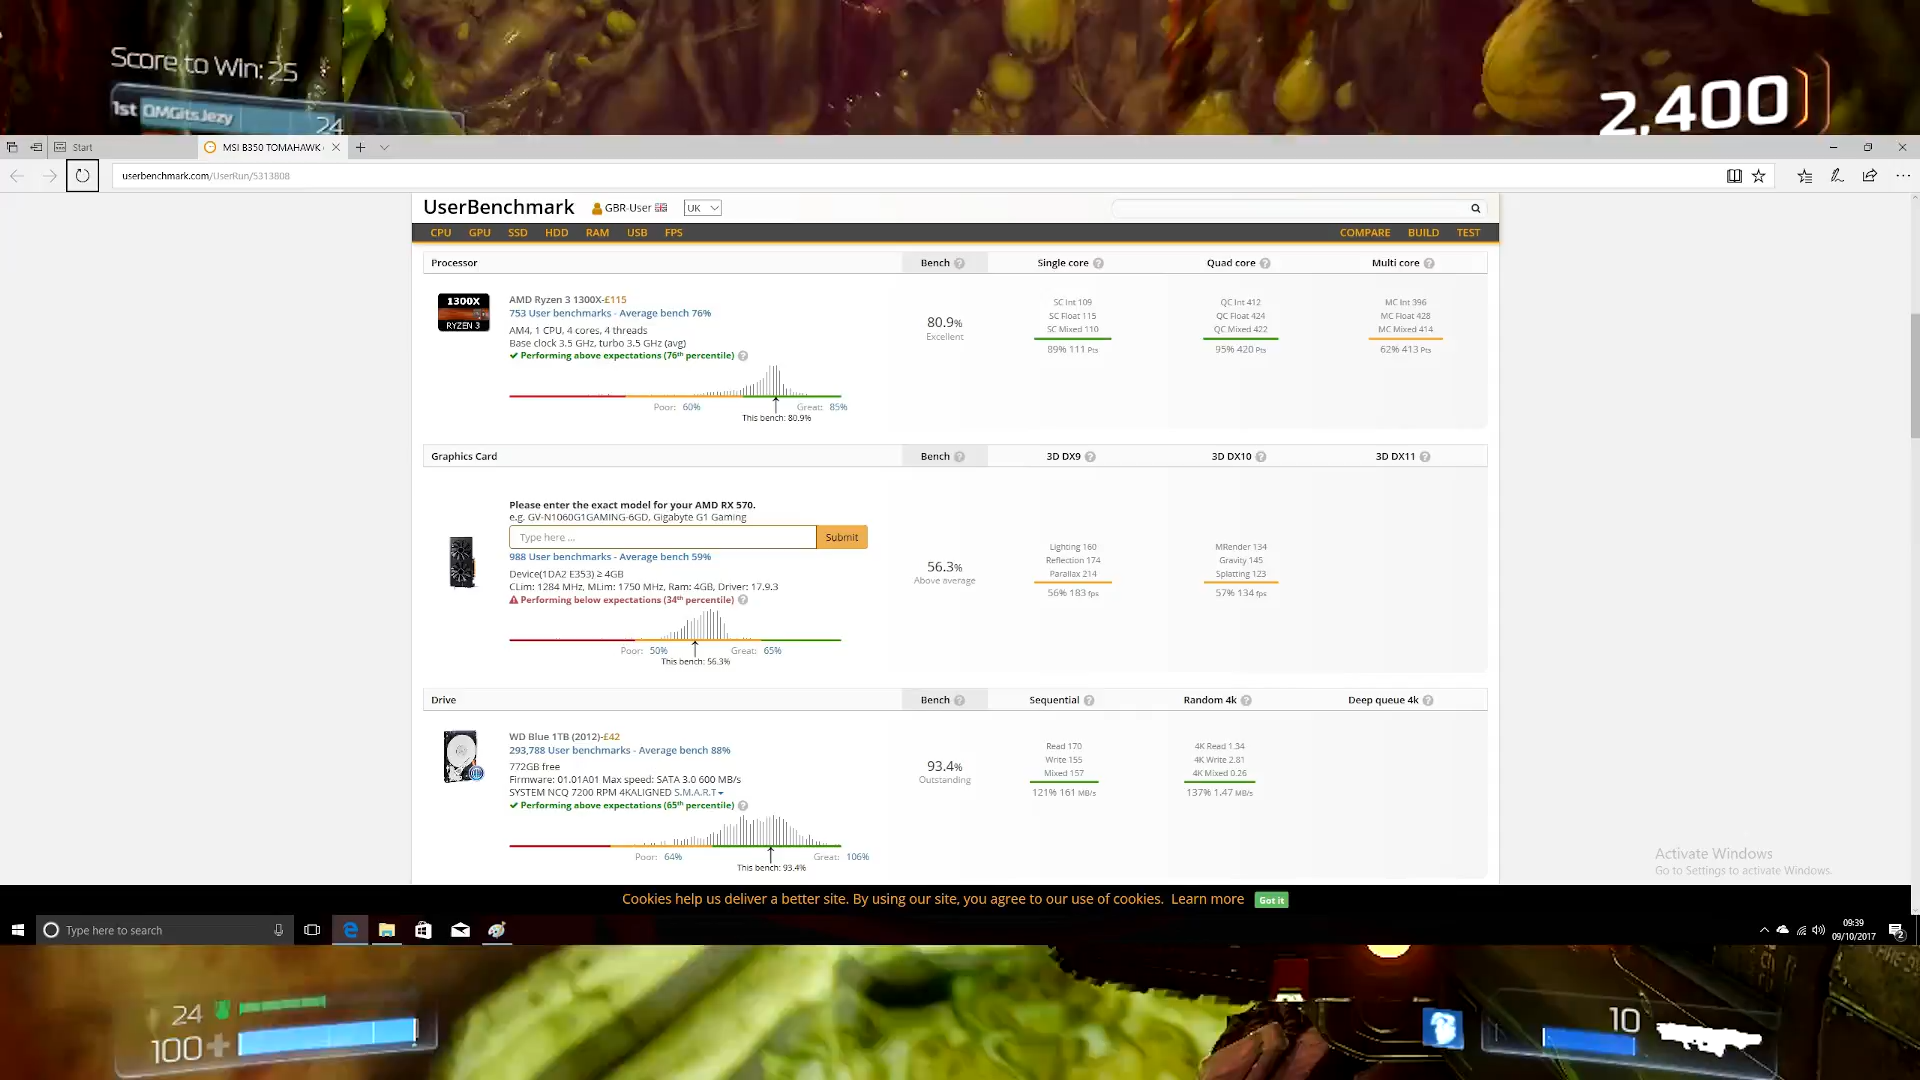 Score to Win: 25
1st OMGitsJezy 24
2,400
Start
MSI B350 TOMAHAWK
userbenchmark.com/UserRun/5313808
UserBenchmark GBR-User UK
CPU GPU SSD HDD RAM USB FPS COMPARE BUILD TEST
Processor Bench Single core Quad core Multi core
1300X
RYZEN 3
AMD Ryzen 3 1300X-£115
753 User benchmarks - Average bench 76%
AM4, 1 CPU, 4 cores, 4 threads
Base clock 3.5 GHz, turbo 3.5 GHz (avg)
Performing above expectations (76th percentile)
Poor: 60% Great: 85%
This bench: 80.9%
80.9%
Excellent
SC Int 109
SC Float 115
SC Mixed 110
89% 111 Pts
QC Int 412
QC Float 424
QC Mixed 422
95% 420 Pts
MC Int 396
MC Float 428
MC Mixed 414
62% 413 Pts
Graphics Card Bench 3D DX9 3D DX10 3D DX11
Please enter the exact model for your AMD RX 570.
e.g. GV-N1060G1GAMING-6GD, Gigabyte G1 Gaming
Type here ... Submit
988 User benchmarks - Average bench 59%
Device(1DA2 E353) ≥ 4GB
CLim: 1284 MHz, MLim: 1750 MHz, Ram: 4GB, Driver: 17.9.3
Performing below expectations (34th percentile)
Poor: 50% Great: 65%
This bench: 56.3%
56.3%
Above average
Lighting 160
Reflection 174
Parallax 214
56% 183 fps
MRender 134
Gravity 145
Splatting 123
57% 134 fps
Drive Bench Sequential Random 4k Deep queue 4k
WD Blue 1TB (2012)-£42
293,788 User benchmarks - Average bench 88%
772GB free
Firmware: 01.01A01 Max speed: SATA 3.0 600 MB/s
SYSTEM NCQ 7200 RPM 4KALIGNED S.M.A.R.T
Performing above expectations (65th percentile)
Poor: 64% Great: 106%
This bench: 93.4%
93.4%
Outstanding
Read 170
Write 155
Mixed 157
121% 161 MB/s
4K Read 1.34
4K Write 2.81
4K Mixed 0.26
137% 1.47 MB/s
Activate Windows
Go to Settings to activate Windows.
Cookies help us deliver a better site. By using our site, you agree to our use of cookies. Learn more Got it
Type here to search
09:39
09/10/2017
2
24
100
10